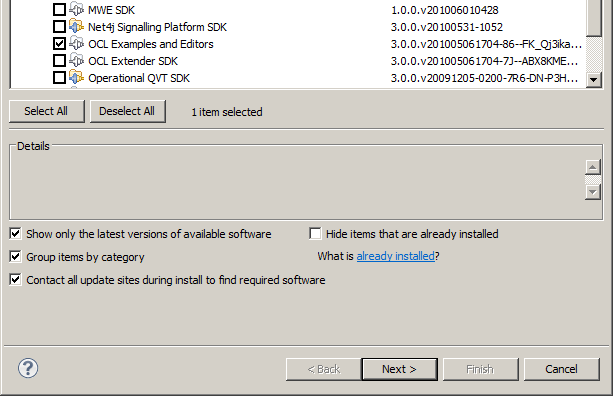 MWE SDK 1.0.0.v201006010428
Net4j Signalling Platform SDK 3.0.0.v20100531-1052
OCL Examples and Editors 3.0.0.v201005061704-86--FK_Qj3ika...
OCL Extender SDK 3.0.0.v201005061704-7J--ABX8KME...
Operational QVT SDK 3.0.0.v20091205-0200-7R6-DN-P3H...
Select All Deselect All 1 item selected
Details
Show only the latest versions of available software Hide items that are already installed
Group items by category What is already installed?
Contact all update sites during install to find required software
? < Back Next > Finish Cancel